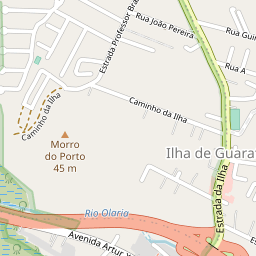 Rua João Pereira
Rua Gui
Estrada Professor Bra
Rua A
Caminho da Ilha
Caminho da Ilha
Morro
do Porto
45 m
Ilha de Guara
Estrada da Ilha
Rio Olaria
Avenida Artur X